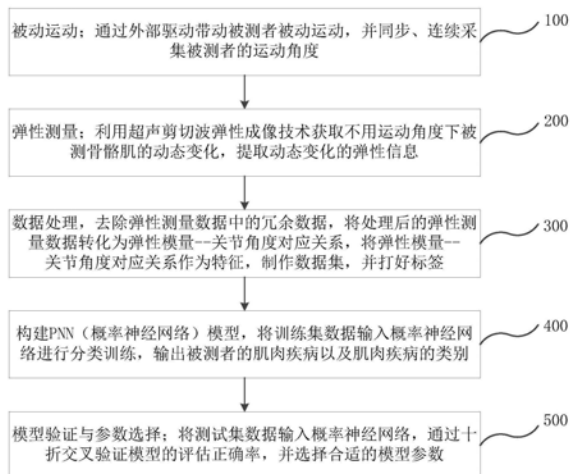 被动运动；通过外部驱动带动被测者被动运动，并同步、连续采
集被测者的运动角度
100
弹性测量；利用超声剪切波弹性成像技术获取不用运动角度下被
测骨骼肌的动态变化，提取动态变化的弹性信息
200
数据处理，去除弹性测量数据中的冗余数据，将处理后的弹性测
量数据转化为弹性模量--关节角度对应关系，将弹性模量--
关节角度对应关系作为特征，制作数据集，并打好标签
300
构建PNN（概率神经网络）模型，将训练集数据输入概率神经网
络进行分类训练，输出被测者的肌肉疾病以及肌肉疾病的类别
400
模型验证与参数选择；将测试集数据输入概率神经网络，通过十
折交叉验证模型的评估正确率，并选择合适的模型参数
500